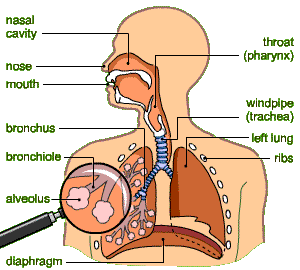 nasal
cavity
nose
mouth
bronchus
bronchiole
alveolus
diaphragm
throat
(pharynx)
windpipe
(trachea)
left lung
ribs